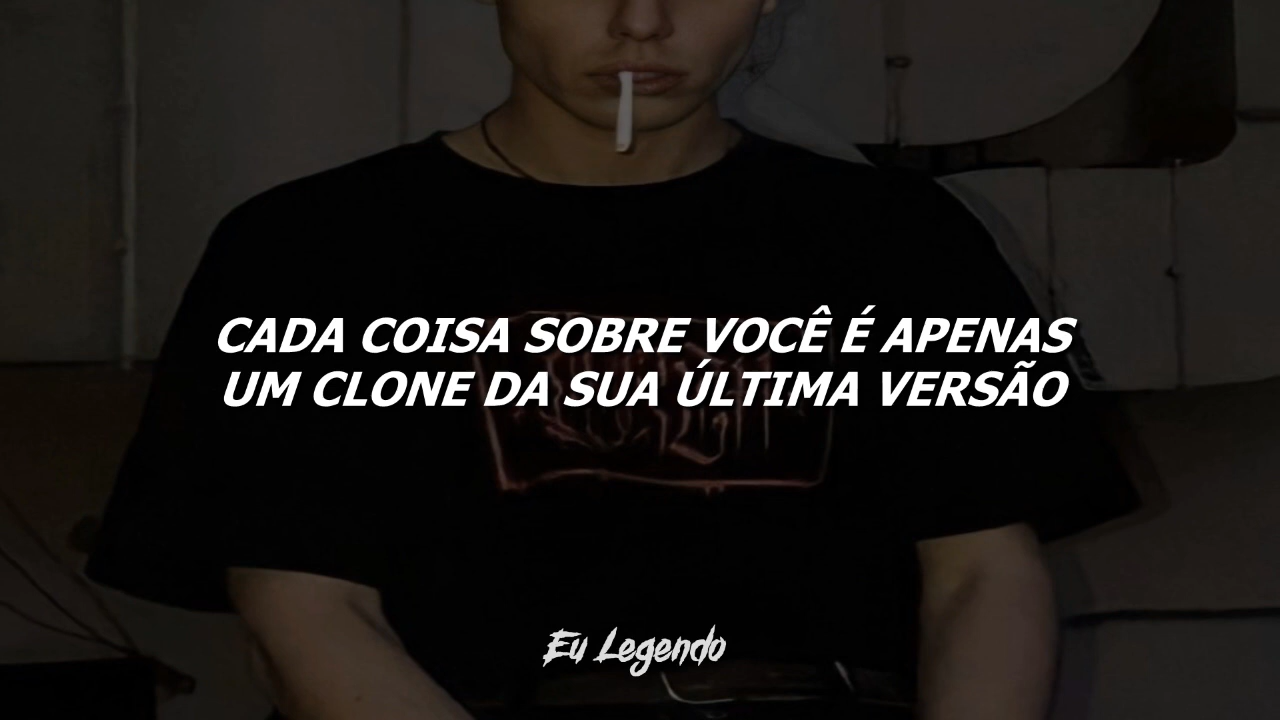 CADA COISA SOBRE VOCÊ É APENAS
UM CLONE DA SUA ÚLTIMA VERSÃO
Eu Legendo